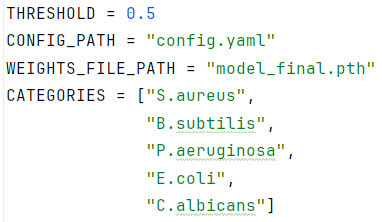 THRESHOLD = 0.5
CONFIG_PATH = "config.yaml"
WEIGHTS_FILE_PATH = "model_final.pth"
CATEGORIES = ["S.aureus",
"B.subtilis",
"P.aeruginosa",
"E.coli",
"C.albicans"]